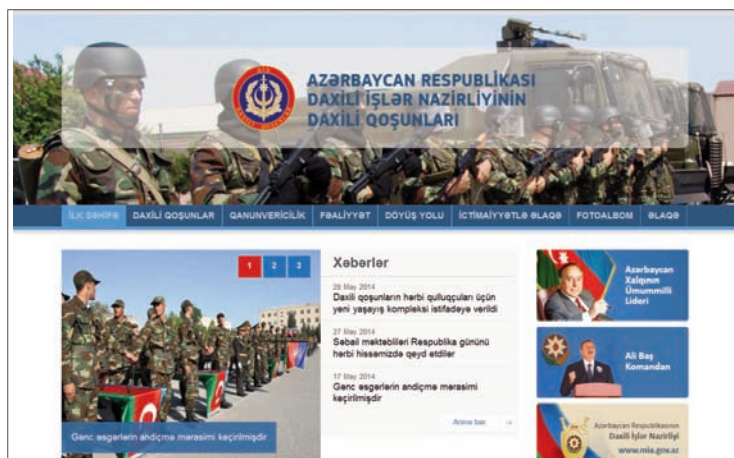 AZƏRBAYCAN RESPUBLİKASI
DAXİLİ İŞLƏR NAZİRLİYİNİN
DAXİLİ QOŞUNLARI
İLK SƏHİFƏ
DAXİLİ QOŞUNLAR
QANUNVERİCİLİK
FƏALİYYƏT
DÖYÜŞ YOLU
İCTİMAİYYƏTLƏ ƏLAQƏ
FOTOALBOM
ƏLAQƏ
1 2 3
Gənc əsgərlərin andiçmə mərasimi keçirilmişdir
Xəbərlər
28 May 2014
Daxili qoşunların hərbi qulluqçuları üçün
yeni yaşayış kompleksi istifadəyə verildi
27 May 2014
Səbail məktəbliləri Respublika gününü
hərbi hissəmizdə qeyd etdilər
17 May 2014
Gənc əsgərlərin andiçmə mərasimi
keçirilmişdir
Azərbaycan
Xalqının
Ümummilli
Lideri
Ali Baş
Komandan
Azərbaycan Respublikasının
Daxili İşlər Nazirliyi
www.mia.gov.az